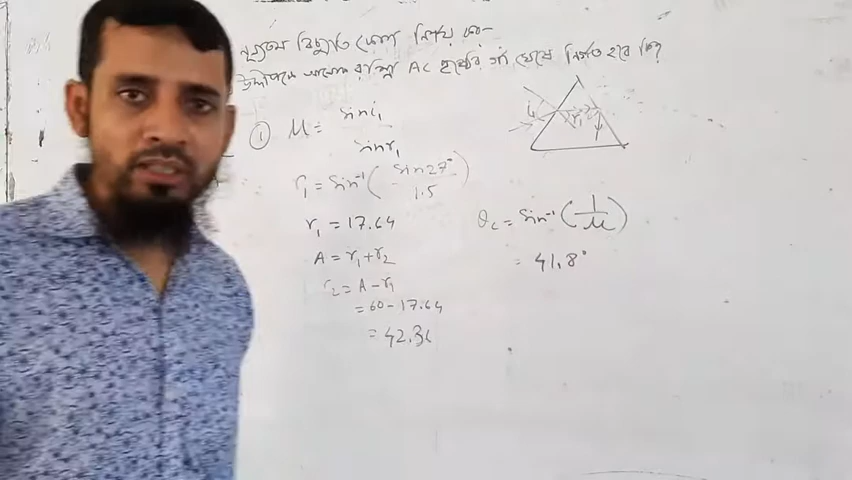 ন্যূনতম বিচ্যুতি কোণ নির্ণয় কর-
উদ্দীপকে আলোক রশ্মি AC পৃষ্ঠের গা ঘেষে নির্গত হবে কি?
① μ = sin i₁ / sin r₁
r₁ = sin⁻¹ (sin 27° / 1.5)
r₁ = 17.64
A = r₁ + r₂
r₂ = A - r₁
= 60 - 17.64
= 42.36
i₁
r₁
θc = sin⁻¹ (1/μ)
= 41.8°